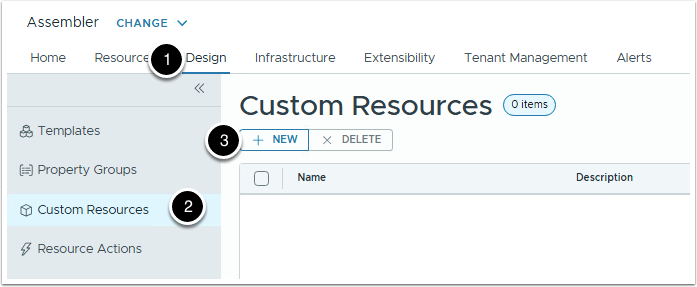 Assembler CHANGE
Home Resource 1 Design Infrastructure Extensibility Tenant Management Alerts
Custom Resources 0 items
Templates
3 + NEW × DELETE
Property Groups
Name Description
Custom Resources 2
Resource Actions